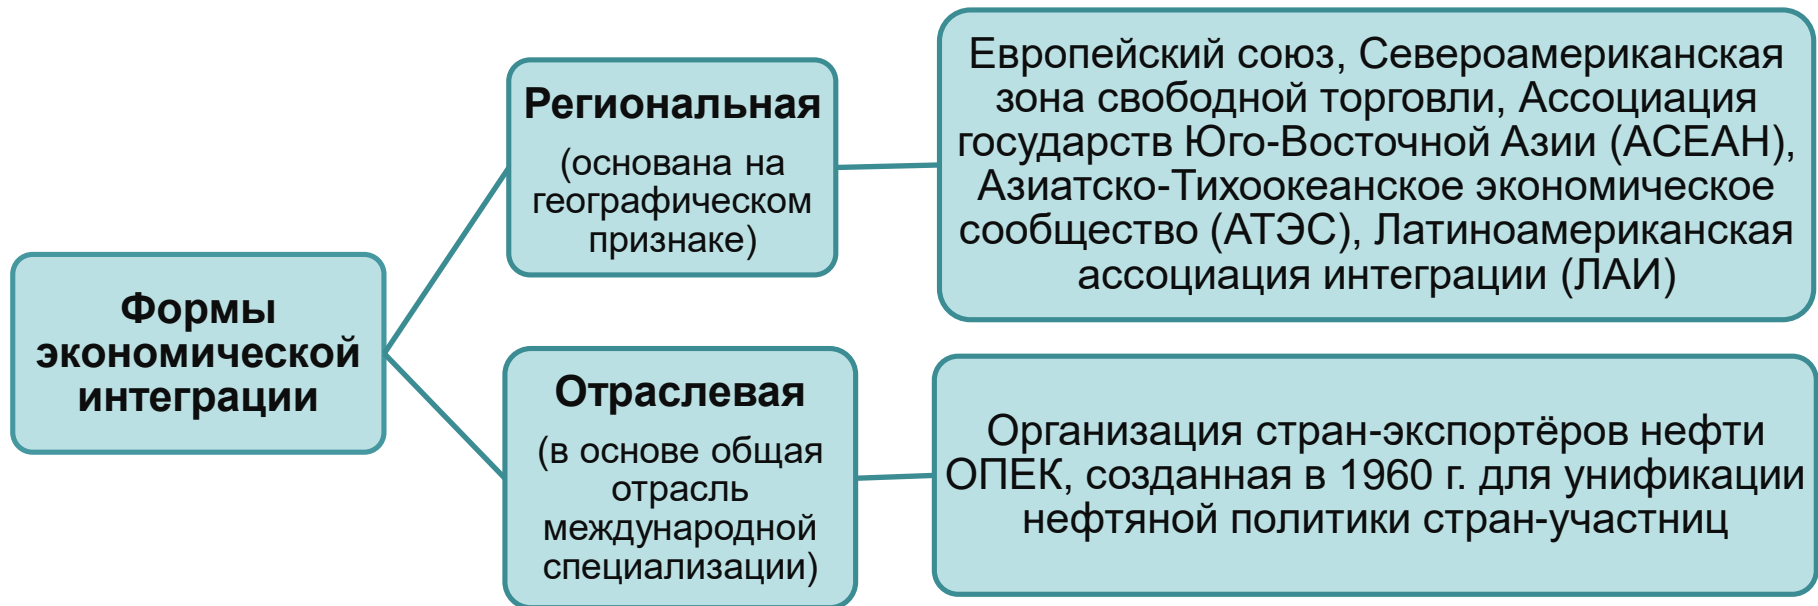 Формы
экономической
интеграции
Региональная
(основана на
географическом
признаке)
Европейский союз, Североамериканская
зона свободной торговли, Ассоциация
государств Юго-Восточной Азии (АСЕАН),
Азиатско-Тихоокеанское экономическое
сообщество (АТЭС), Латиноамериканская
ассоциация интеграции (ЛАИ)
Отраслевая
(в основе общая
отрасль
международной
специализации)
Организация стран-экспортёров нефти
ОПЕК, созданная в 1960 г. для унификации
нефтяной политики стран-участниц